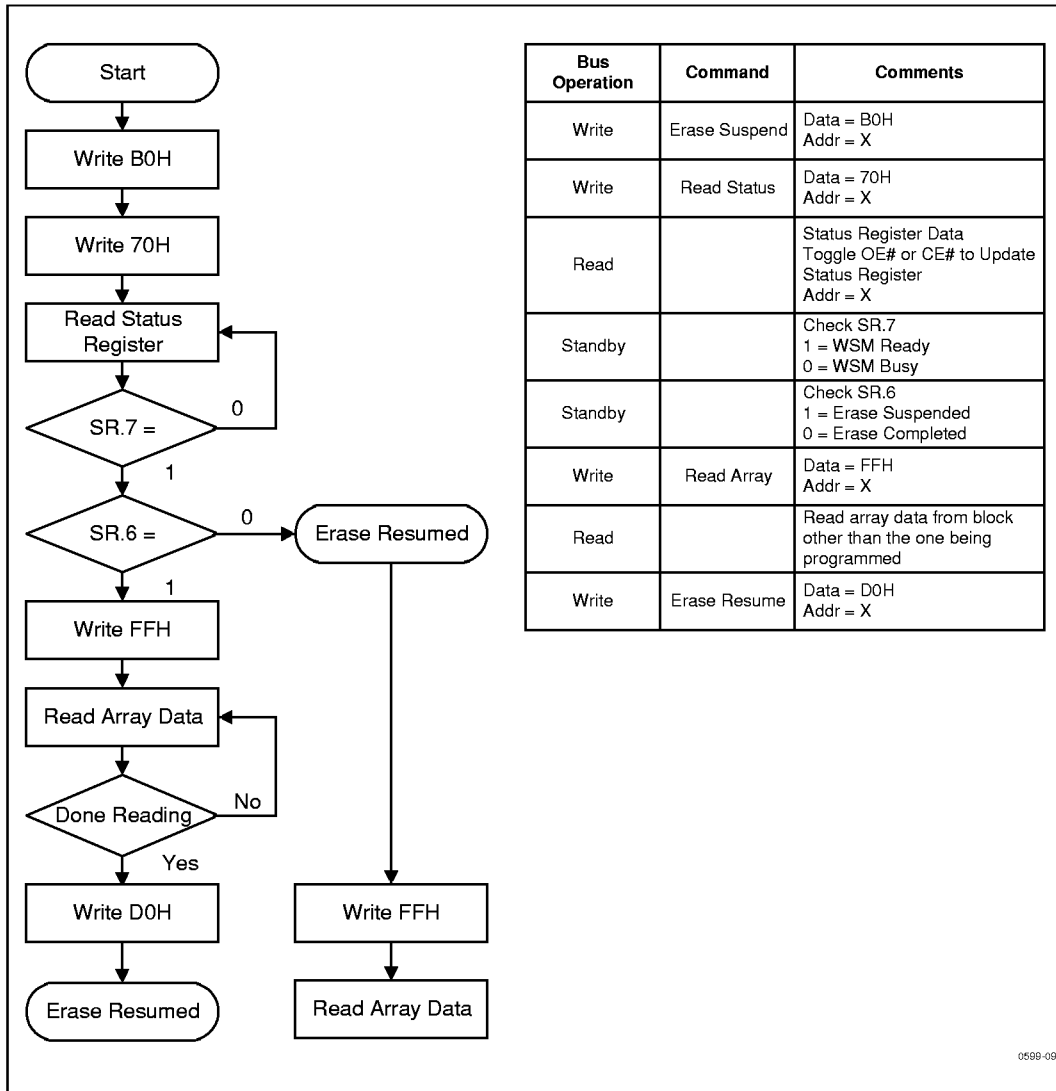 Start
Write B0H
Write 70H
Read Status
Register
0
SR.7 =
1
SR.6 =
0
Erase Resumed
1
Write FFH
Read Array Data
Done Reading
No
Yes
Write D0H
Write FFH
Erase Resumed
Read Array Data
Bus
Operation
Command
Comments
Write
Erase Suspend
Data = B0H
Addr = X
Write
Read Status
Data = 70H
Addr = X
Read
Status Register Data
Toggle OE# or CE# to Update
Status Register
Addr = X
Standby
Check SR.7
1 = WSM Ready
0 = WSM Busy
Standby
Check SR.6
1 = Erase Suspended
0 = Erase Completed
Write
Read Array
Data = FFH
Addr = X
Read
Read array data from block
other than the one being
programmed
Write
Erase Resume
Data = D0H
Addr = X
0599-09